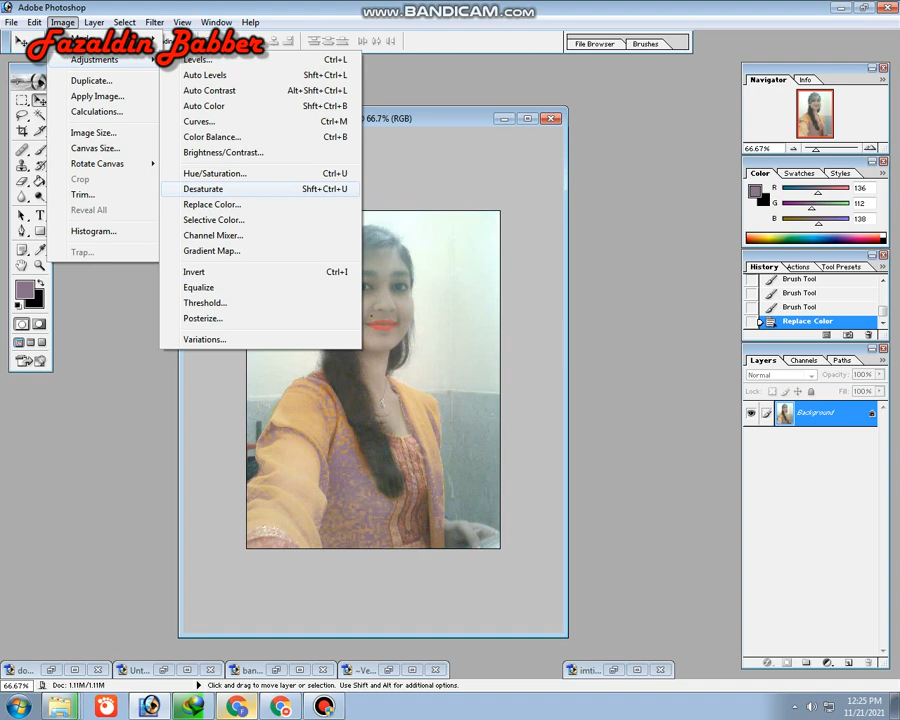 Adobe Photoshop
www.BANDICAM.com
File Edit Image Layer Select Filter View Window Help
Fazaldin Babber
File Browser Brushes
Adjustments
Duplicate...
Apply Image...
Calculations...
Image Size...
Canvas Size...
Rotate Canvas
Crop
Trim...
Reveal All
Histogram...
Trap...
Levels... Ctrl+L
Auto Levels Shft+Ctrl+L
Auto Contrast Alt+Shft+Ctrl+L
Auto Color Shft+Ctrl+B
Curves... Ctrl+M
Color Balance... Ctrl+B
Brightness/Contrast...
Hue/Saturation... Ctrl+U
Desaturate Shft+Ctrl+U
Replace Color...
Selective Color...
Channel Mixer...
Gradient Map...
Invert Ctrl+I
Equalize
Threshold...
Posterize...
Variations...
66.7% (RGB)
Navigator Info
66.67%
Color Swatches Styles
R 136
G 112
B 138
History Actions Tool Presets
Brush Tool
Brush Tool
Brush Tool
Replace Color
Layers Channels Paths
Normal Opacity: 100%
Lock: Fill: 100%
Background
do... Unt... ban... ~Ve... imti...
66.67% Doc: 1.11M/1.11M Click and drag to move layer or selection. Use Shift and Alt for additional options.
12:25 PM
11/21/2021